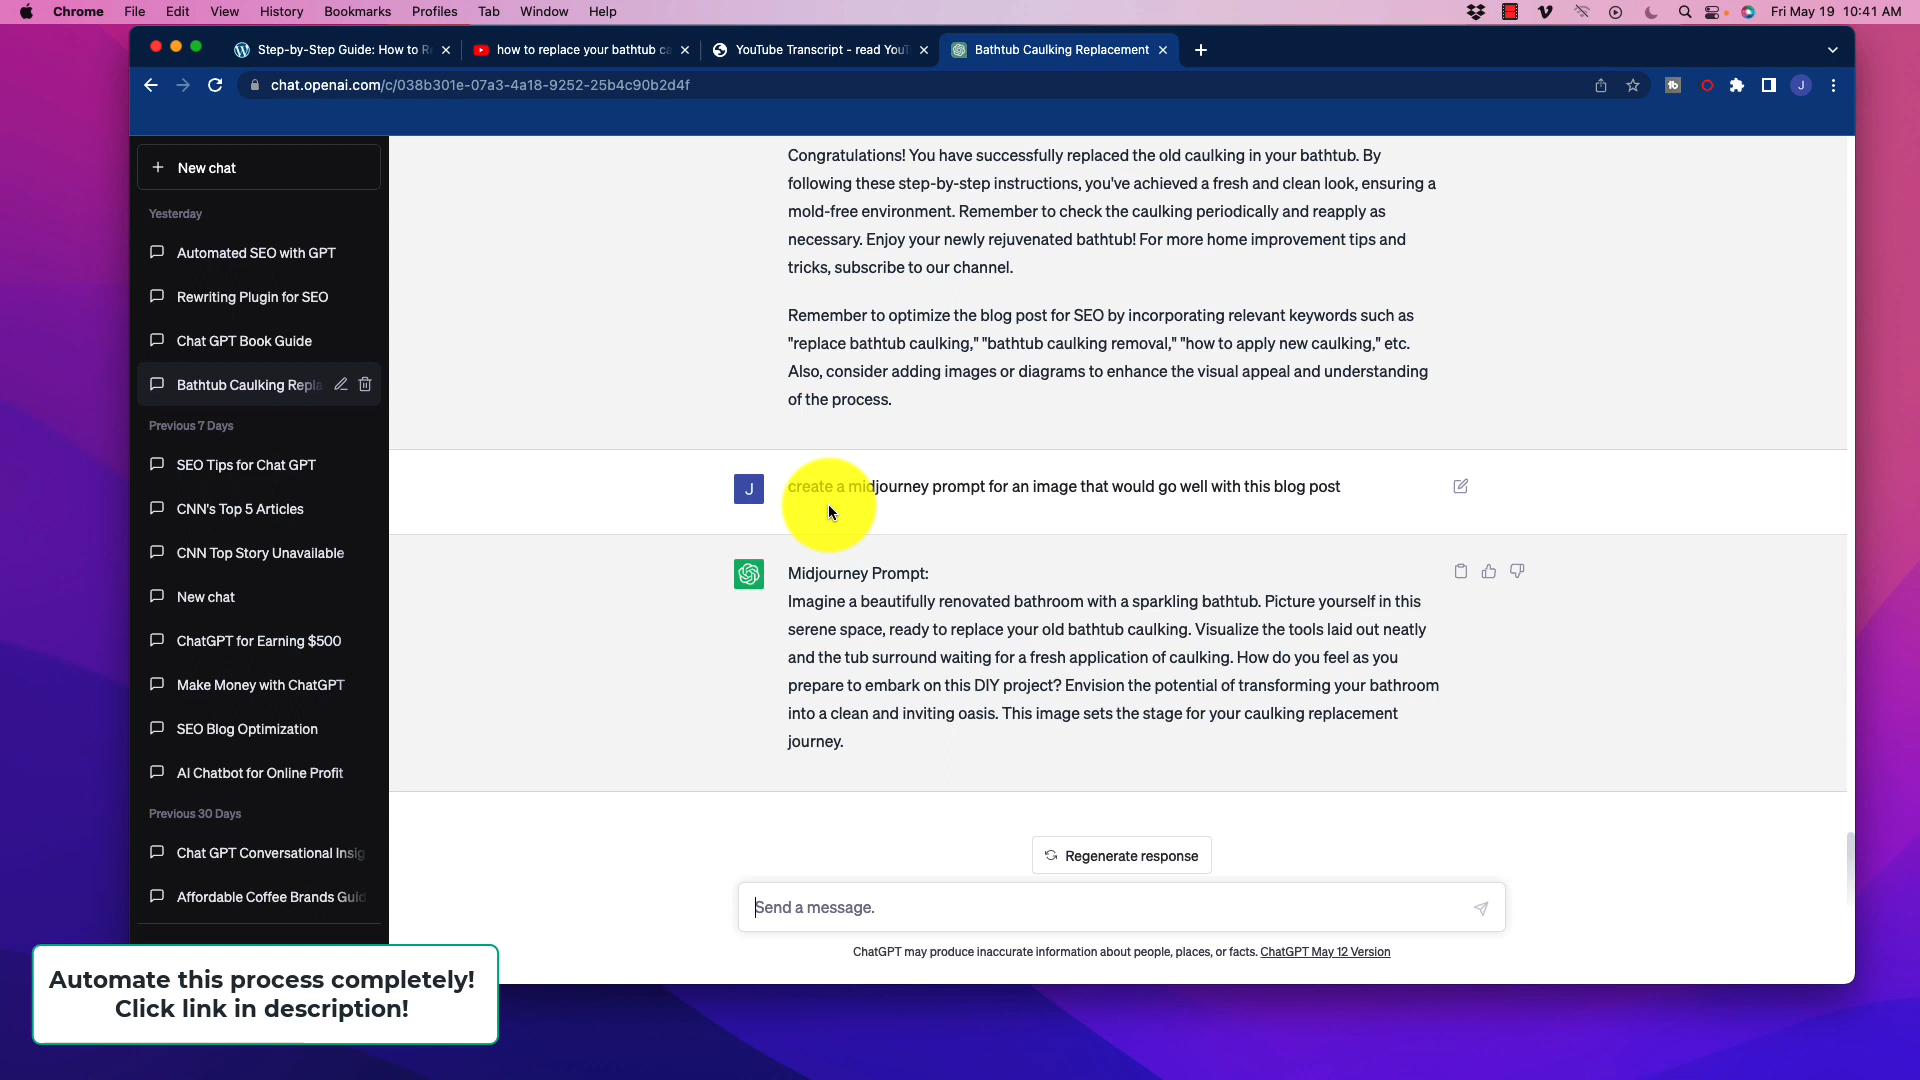 Chrome File Edit View History Bookmarks Profiles Tab Window Help Fri May 19 10:41 AM
Step-by-Step Guide: How to R how to replace your bathtub ca YouTube Transcript - read YouT Bathtub Caulking Replacement
chat.openai.com/c/038b301e-07a3-4a18-9252-25b4c90b2d4f J
New chat
Yesterday
Automated SEO with GPT
Rewriting Plugin for SEO
Chat GPT Book Guide
Bathtub Caulking Repla
Previous 7 Days
SEO Tips for Chat GPT
CNN's Top 5 Articles
CNN Top Story Unavailable
New chat
ChatGPT for Earning $500
Make Money with ChatGPT
SEO Blog Optimization
AI Chatbot for Online Profit
Previous 30 Days
Chat GPT Conversational Insig
Affordable Coffee Brands Guid
Congratulations! You have successfully replaced the old caulking in your bathtub. By
following these step-by-step instructions, you've achieved a fresh and clean look, ensuring a
mold-free environment. Remember to check the caulking periodically and reapply as
necessary. Enjoy your newly rejuvenated bathtub! For more home improvement tips and
tricks, subscribe to our channel.
Remember to optimize the blog post for SEO by incorporating relevant keywords such as
"replace bathtub caulking," "bathtub caulking removal," "how to apply new caulking," etc.
Also, consider adding images or diagrams to enhance the visual appeal and understanding
of the process.
J
create a midjourney prompt for an image that would go well with this blog post
Midjourney Prompt:
Imagine a beautifully renovated bathroom with a sparkling bathtub. Picture yourself in this
serene space, ready to replace your old bathtub caulking. Visualize the tools laid out neatly
and the tub surround waiting for a fresh application of caulking. How do you feel as you
prepare to embark on this DIY project? Envision the potential of transforming your bathroom
into a clean and inviting oasis. This image sets the stage for your caulking replacement
journey.
Regenerate response
Send a message.
ChatGPT may produce inaccurate information about people, places, or facts. ChatGPT May 12 Version
Automate this process completely!
Click link in description!